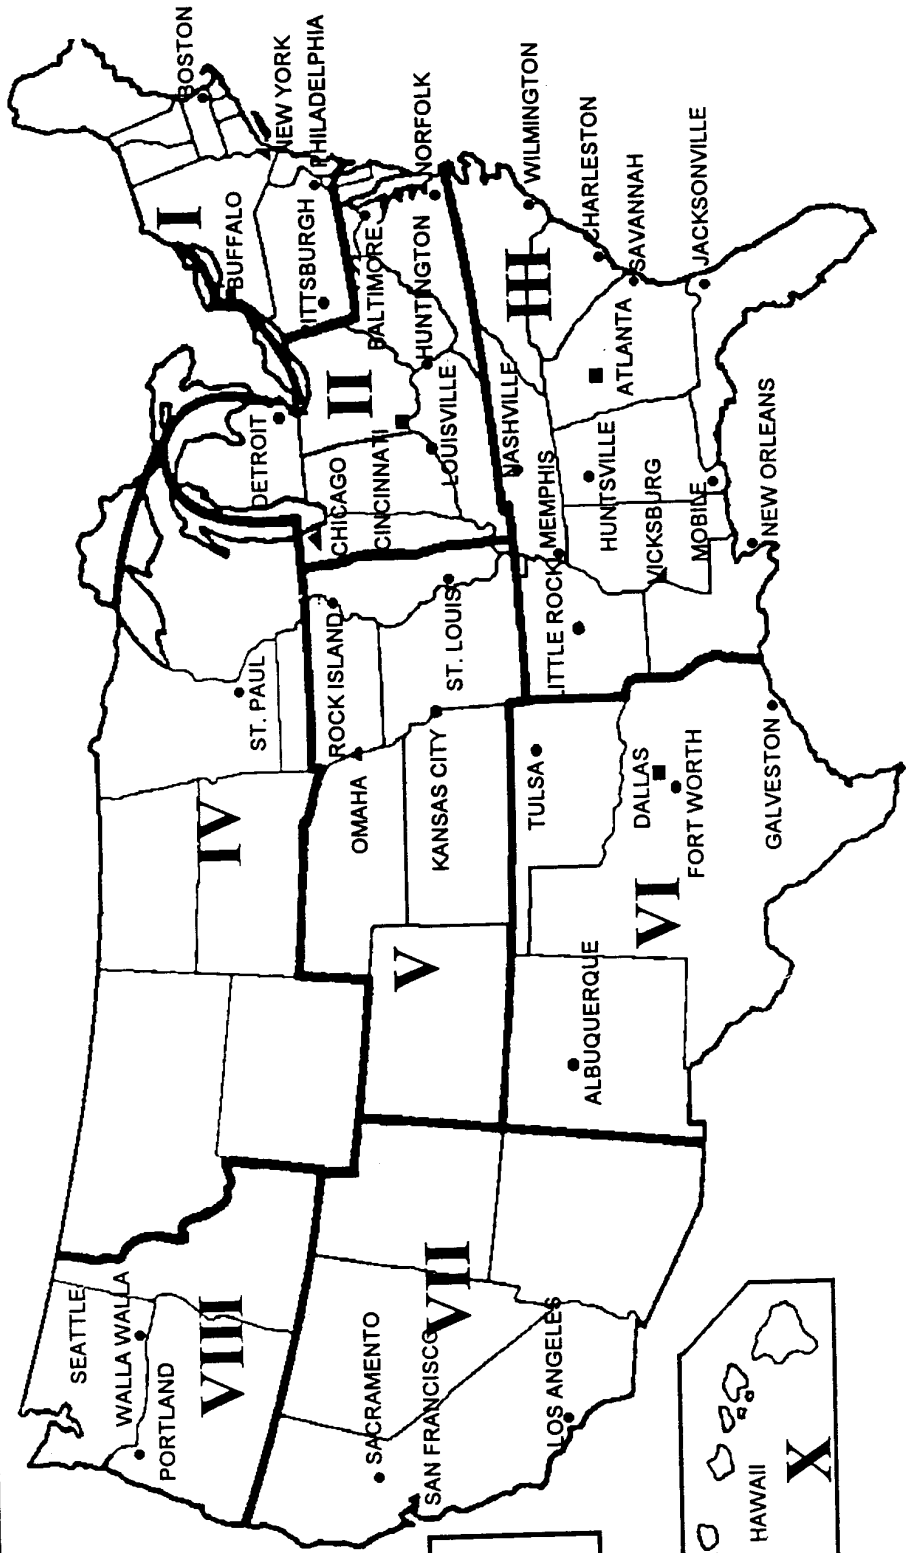 SEATTLE
WALLA WALLA
PORTLAND
VIII
SACRAMENTO
SAN FRANCISCO
VII
LOS ANGELES
HAWAII
X
IV
ST. PAUL
OMAHA
ROCK ISLAND
KANSAS CITY
ST. LOUIS
V
ALBUQUERQUE
TULSA
DALLAS
FORT WORTH
VI
GALVESTON
LITTLE ROCK
MEMPHIS
NASHVILLE
HUNTSVILLE
VICKSBURG
MOBILE
NEW ORLEANS
ATLANTA
III
WILMINGTON
CHARLESTON
SAVANNAH
JACKSONVILLE
DETROIT
CHICAGO
CINCINNATI
LOUISVILLE
II
HUNTINGTON
BALTIMORE
NORFOLK
ITTSBURGH
BUFFALO
I
BOSTON
NEW YORK
PHILADELPHIA